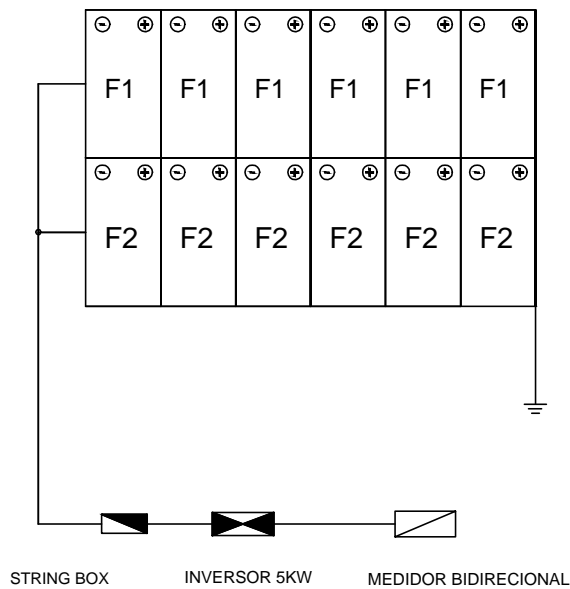 - + - + - + - + - + - +
F1 F1 F1 F1 F1 F1
- + - + - + - + - + - +
F2 F2 F2 F2 F2 F2
STRING BOX INVERSOR 5KW MEDIDOR BIDIRECIONAL